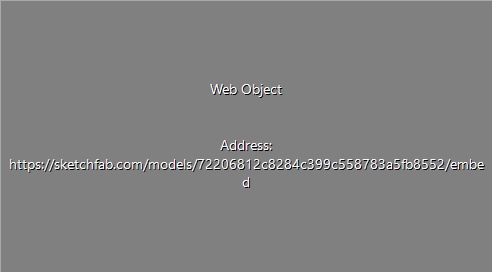 Web Object
Address:
https://sketchfab.com/models/72206812c8284c399c558783a5fb8552/embe
d